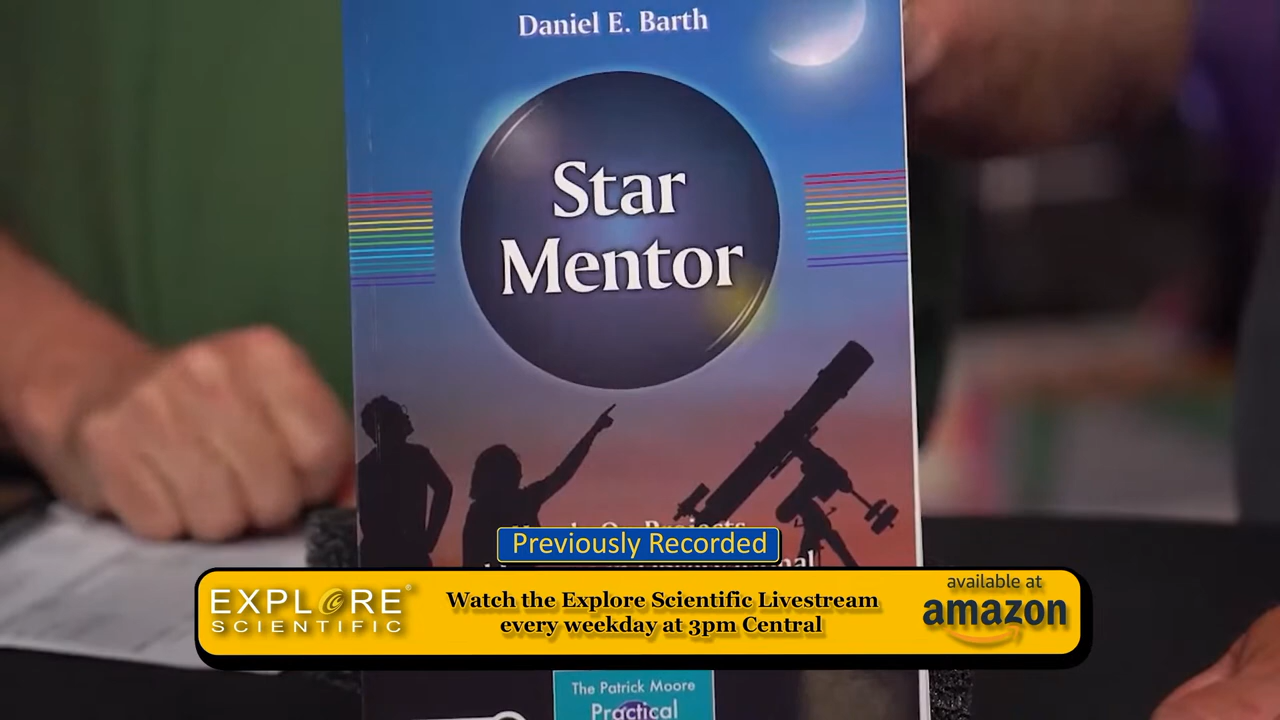 Daniel E. Barth
Star
Mentor
Projects
Previously Recorded
EXPLORE®
SCIENTIFIC
Watch the Explore Scientific Livestream
every weekday at 3pm Central
available at
amazon
The Patrick Moore
Practical